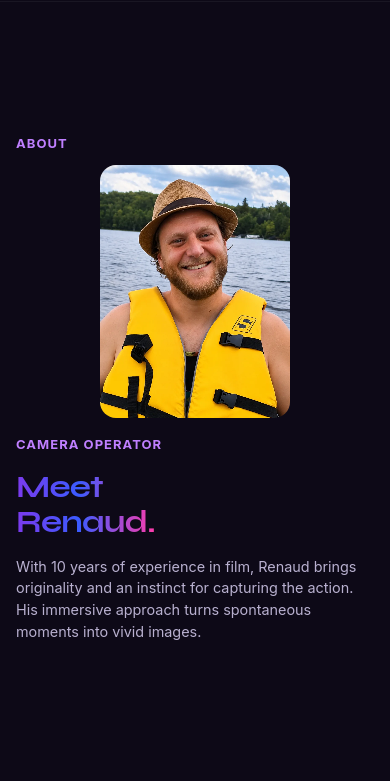 ABOUT
CAMERA OPERATOR
Meet
Renaud.
With 10 years of experience in film, Renaud brings
originality and an instinct for capturing the action.
His immersive approach turns spontaneous
moments into vivid images.